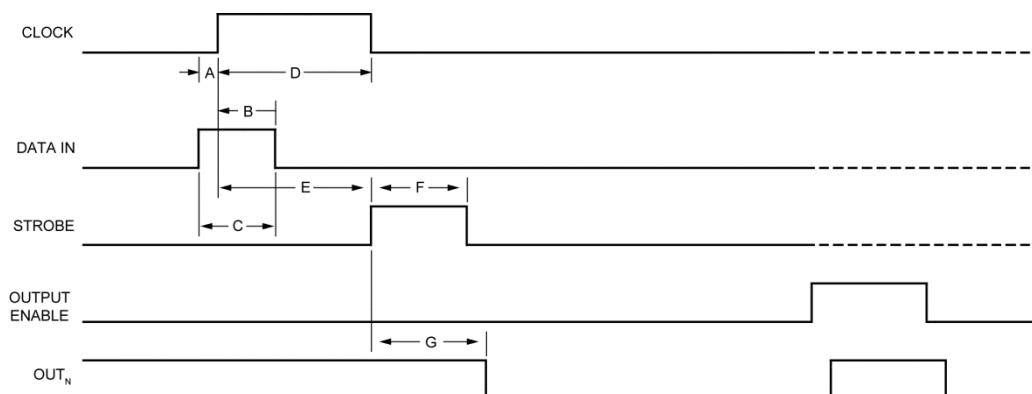 CLOCK
A
D
B
DATA IN
E
F
STROBE
C
OUTPUT
ENABLE
G
OUTN